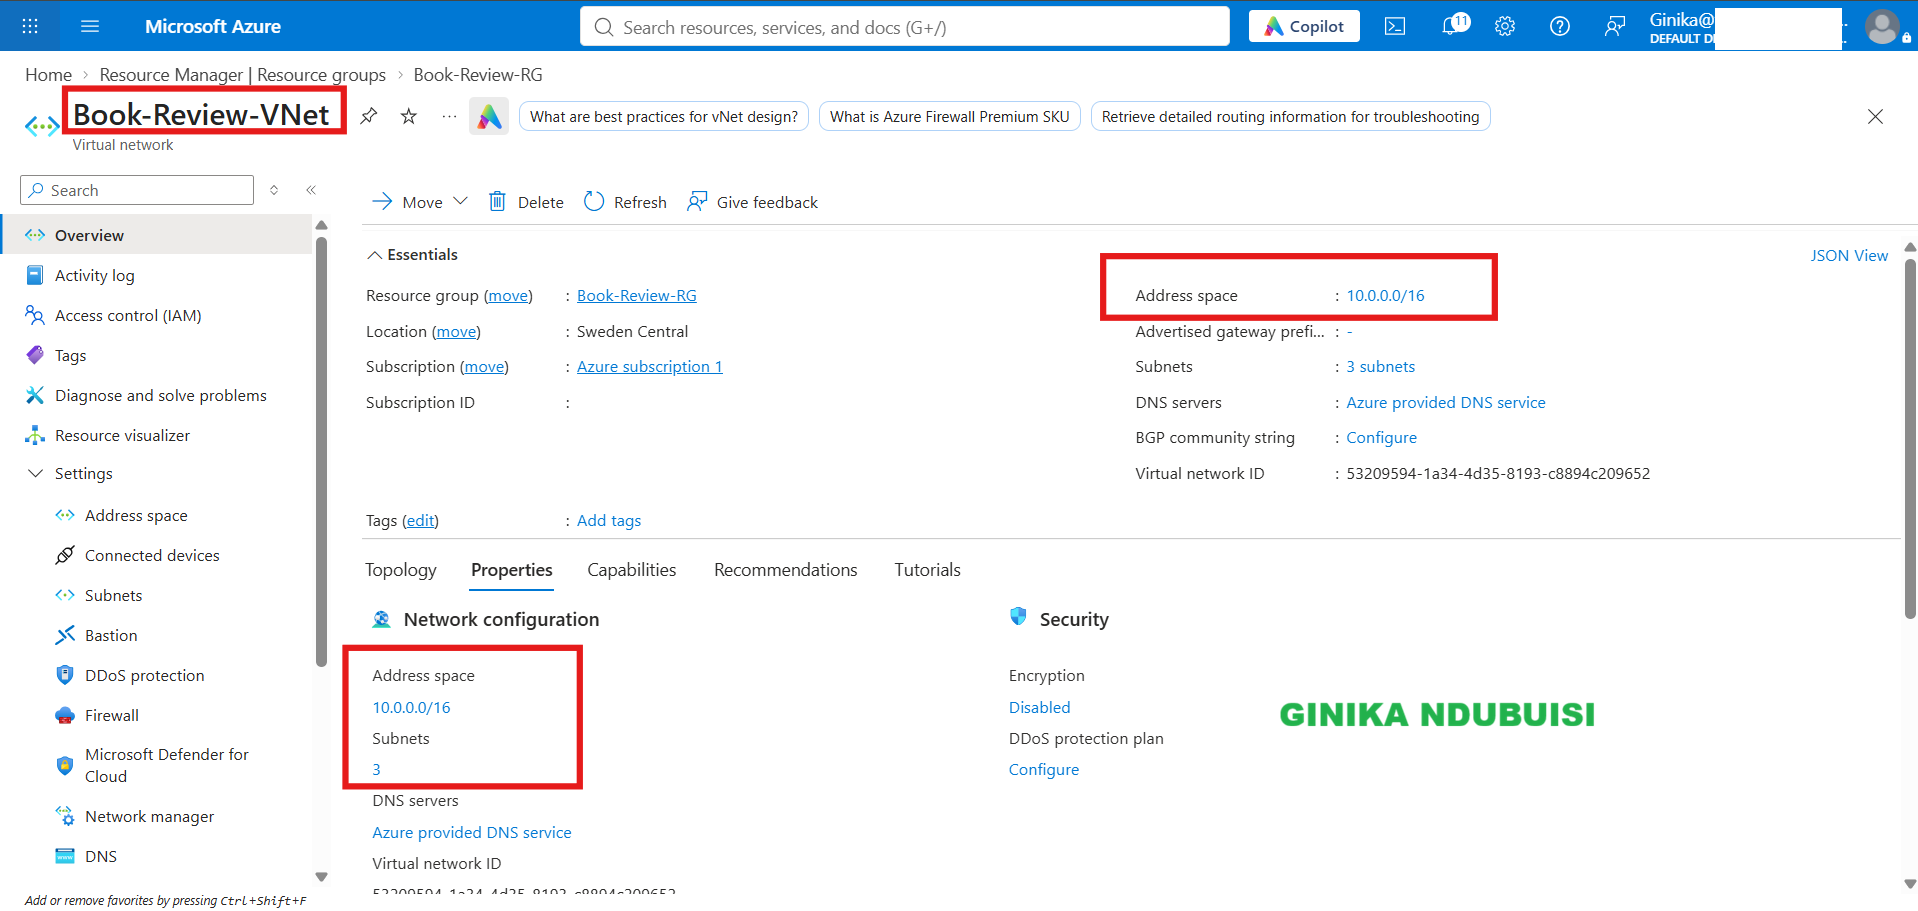 Microsoft Azure
Search resources, services, and docs (G+/)
Copilot
11
Ginika@
DEFAULT DI
Home > Resource Manager | Resource groups > Book-Review-RG
Book-Review-VNet
Virtual network
What are best practices for vNet design?
What is Azure Firewall Premium SKU
Retrieve detailed routing information for troubleshooting
Search
Overview
Activity log
Access control (IAM)
Tags
Diagnose and solve problems
Resource visualizer
Settings
Address space
Connected devices
Subnets
Bastion
DDoS protection
Firewall
Microsoft Defender for
Cloud
Network manager
DNS
Add or remove favorites by pressing Ctrl+Shift+F
Move
Delete
Refresh
Give feedback
Essentials
JSON View
Resource group (move) : Book-Review-RG
Location (move) : Sweden Central
Subscription (move) : Azure subscription 1
Subscription ID :
Address space : 10.0.0.0/16
Advertised gateway prefi... : -
Subnets : 3 subnets
DNS servers : Azure provided DNS service
BGP community string : Configure
Virtual network ID : 53209594-1a34-4d35-8193-c8894c209652
Tags (edit) : Add tags
Topology
Properties
Capabilities
Recommendations
Tutorials
Network configuration
Address space
10.0.0.0/16
Subnets
3
DNS servers
Azure provided DNS service
Virtual network ID
53209594-1a34-4d35-8193-c8894c209652
Security
Encryption
Disabled
DDoS protection plan
Configure
GINIKA NDUBUISI